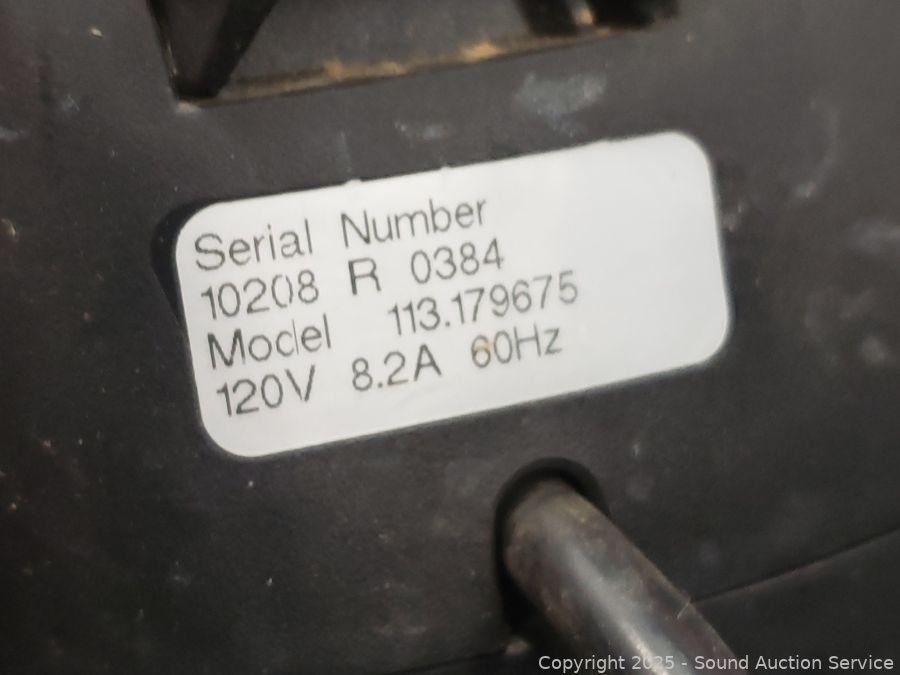 Serial Number
10208 R 0384
Model 113.179675
120V 8.2A 60Hz
Copyright 2025 - Sound Auction Service